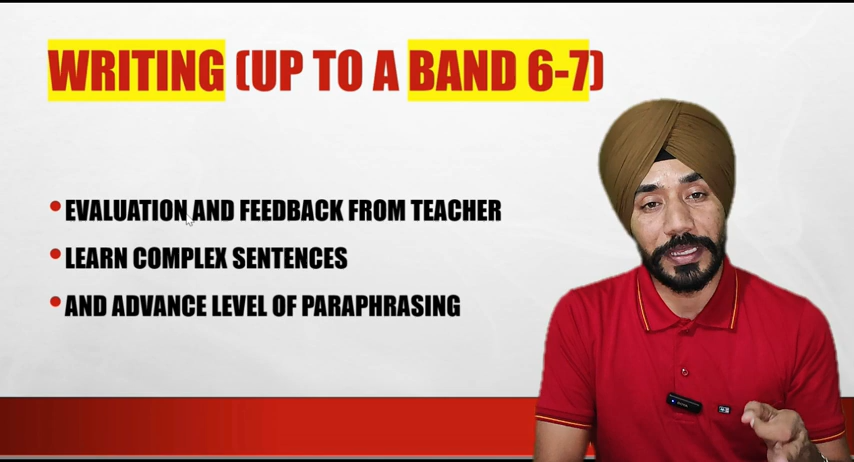 WRITING (UP TO A BAND 6-7)
EVALUATION AND FEEDBACK FROM TEACHER
LEARN COMPLEX SENTENCES
AND ADVANCE LEVEL OF PARAPHRASING